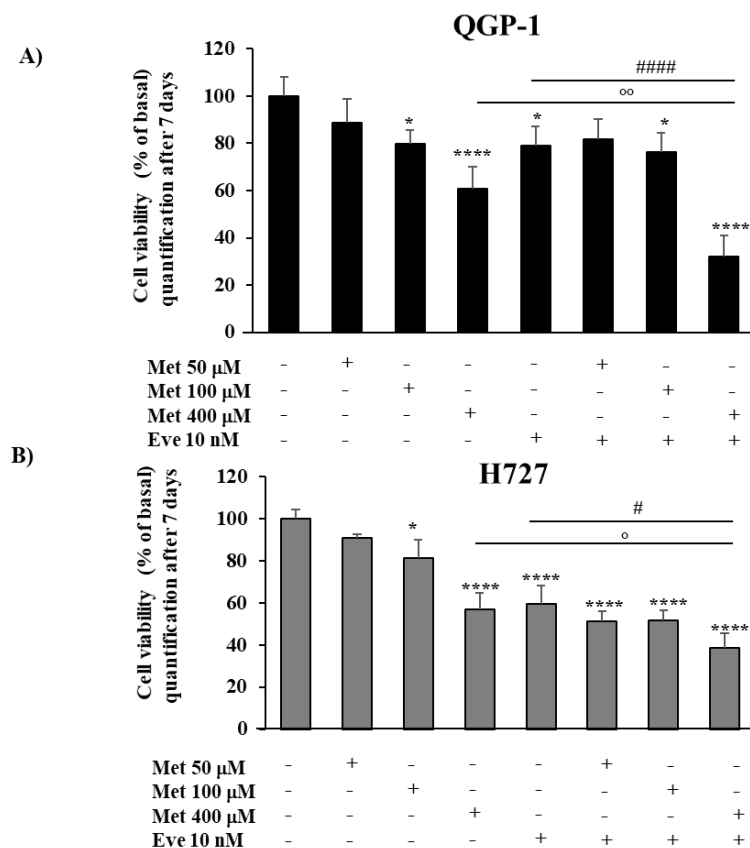 QGP-1
A)
Cell viability (% of basal)
quantification after 7 days
120
100
80
60
40
20
0
*
****
*
*
****
####
°°
Met 50 µM - + - - - + - -
Met 100 µM - - + - - - + -
Met 400 µM - - - + - - - +
Eve 10 nM - - - - + + + +
B)
H727
Cell viability (% of basal)
quantification after 7 days
120
100
80
60
40
20
0
*
****
****
****
****
****
#
°
Met 50 µM - + - - - + - -
Met 100 µM - - + - - - + -
Met 400 µM - - - + - - - +
Eve 10 nM - - - - + + + +